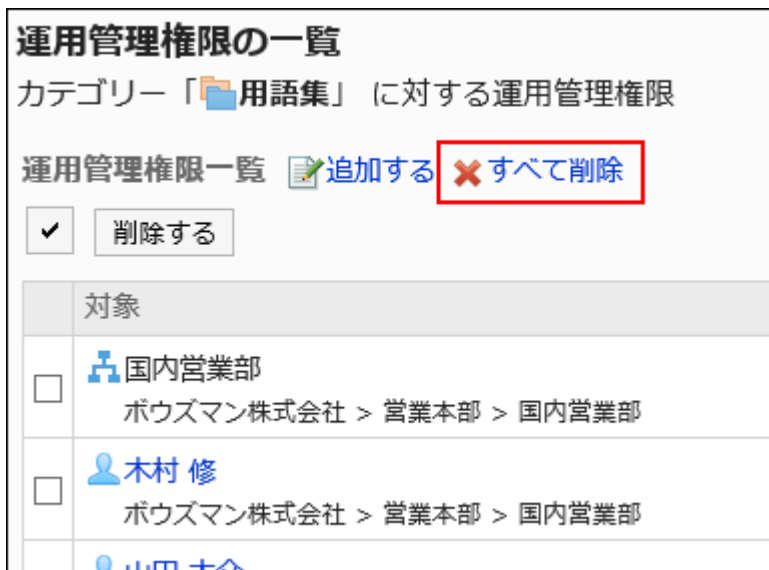 運用管理権限の一覧
カテゴリー「用語集」 に対する運用管理権限
運用管理権限一覧 追加する すべて削除
削除する
対象
国内営業部
ボウズマン株式会社 > 営業本部 > 国内営業部
木村 修
ボウズマン株式会社 > 営業本部 > 国内営業部